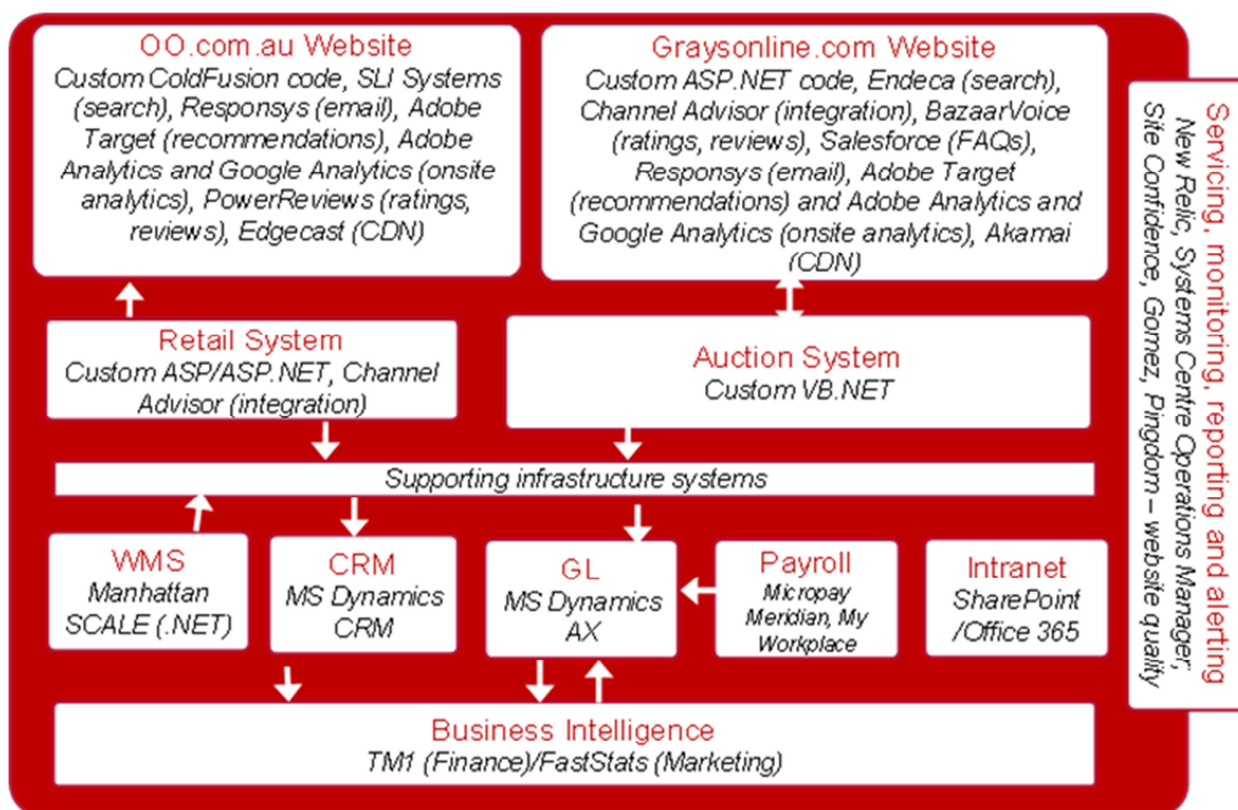 OO.com.au Website
Custom ColdFusion code, SLI Systems
(search), Responsys (email), Adobe
Target (recommendations), Adobe
Analytics and Google Analytics (onsite
analytics), PowerReviews (ratings,
reviews), Edgecast (CDN)
Graysonline.com Website
Custom ASP.NET code, Endeca (search),
Channel Advisor (integration), BazaarVoice
(ratings, reviews), Salesforce (FAQs),
Responsys (email), Adobe Target
(recommendations) and Adobe Analytics and
Google Analytics (onsite analytics), Akamai
(CDN)
Servicing, monitoring, reporting and alerting
New Relic, Systems Centre Operations Manager;
Site Confidence, Gomez, Pingdom – website quality
Retail System
Custom ASP/ASP.NET, Channel
Advisor (integration)
Auction System
Custom VB.NET
Supporting infrastructure systems
WMS
Manhattan
SCALE (.NET)
CRM
MS Dynamics
CRM
GL
MS Dynamics
AX
Payroll
Micropay
Meridian, My
Workplace
Intranet
SharePoint
/Office 365
Business Intelligence
TM1 (Finance)/FastStats (Marketing)